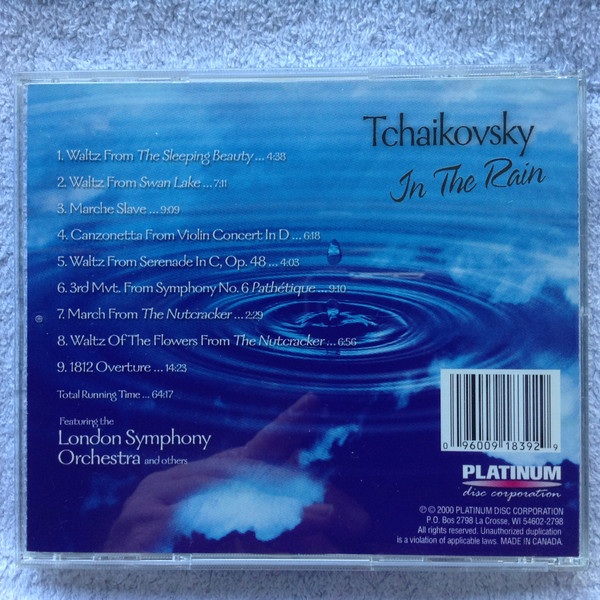 Tchaikovsky
In The Rain
1. Waltz From The Sleeping Beauty ... 4:38
2. Waltz From Swan Lake ... 7:11
3. Marche Slave ... 9:09
4. Canzonetta From Violin Concert In D ... 6:18
5. Waltz From Serenade In C, Op. 48 ... 4:03
6. 3rd Mvt. From Symphony No. 6 Pathétique ... 9:10
7. March From The Nutcracker ... 2:29
8. Waltz Of The Flowers From The Nutcracker ... 6:56
9. 1812 Overture ... 14:23
Total Running Time ... 64:17
Featuring the
London Symphony
Orchestra and others
0 96009 18392 9
PLATINUM
disc corporation
℗ © 2000 PLATINUM DISC CORPORATION
P.O. Box 2798 La Crosse, WI 54602-2798
All rights reserved. Unauthorized duplication
is a violation of applicable laws. MADE IN CANADA.